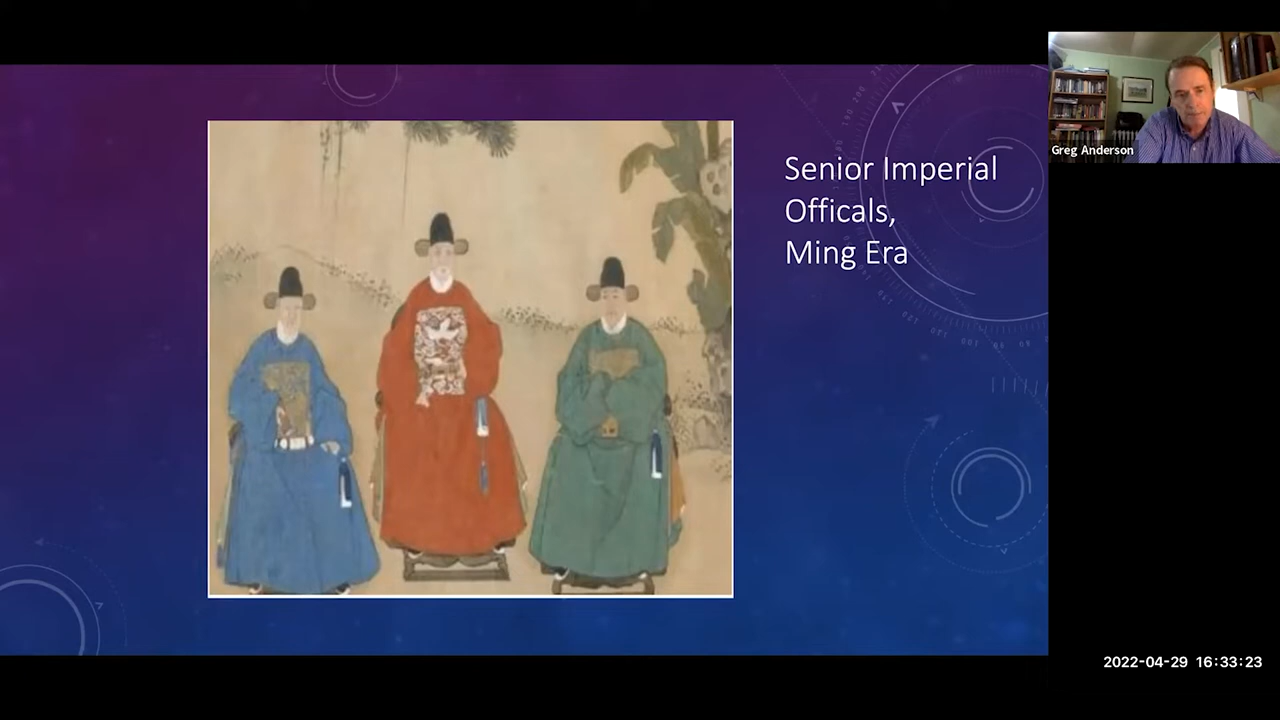 Senior Imperial
Officals,
Ming Era
Greg Anderson
2022-04-29 16:33:23